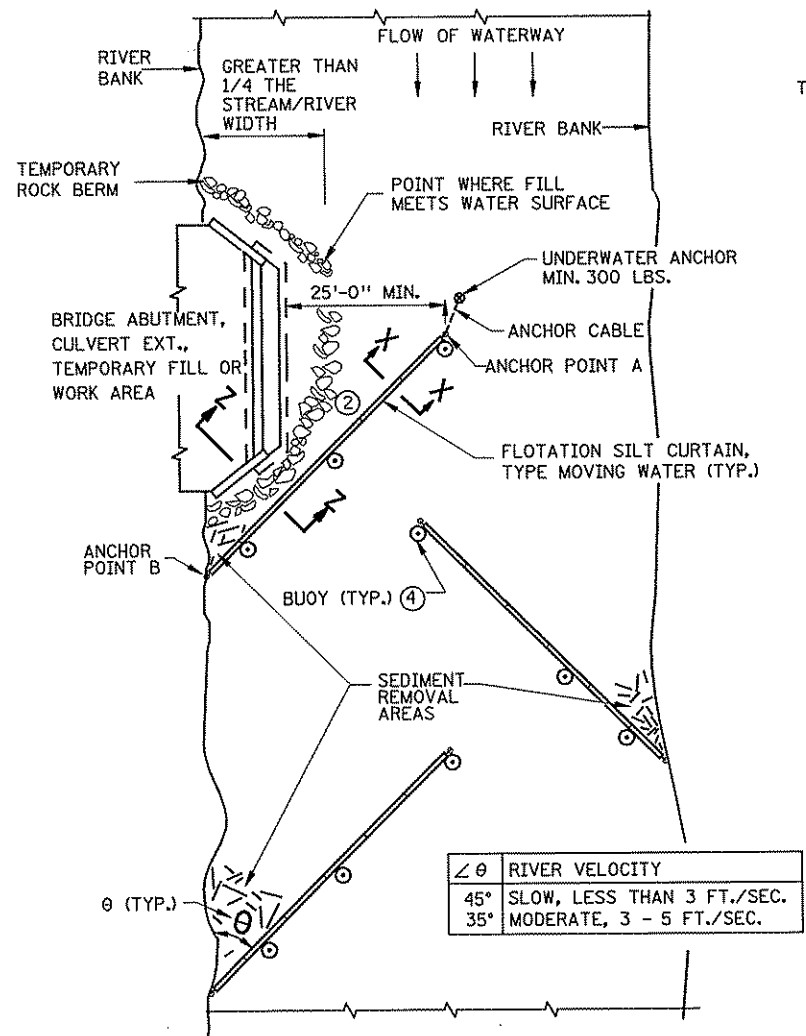 FLOW OF WATERWAY
RIVER
BANK
GREATER THAN
1/4 THE
STREAM/RIVER
WIDTH
T
RIVER BANK
TEMPORARY
ROCK BERM
POINT WHERE FILL
MEETS WATER SURFACE
UNDERWATER ANCHOR
MIN. 300 LBS.
25'-0" MIN.
ANCHOR CABLE
BRIDGE ABUTMENT,
CULVERT EXT.,
TEMPORARY FILL OR
WORK AREA
X
X
ANCHOR POINT A
Z
2
FLOTATION SILT CURTAIN,
TYPE MOVING WATER (TYP.)
Z
ANCHOR
POINT B
BUOY (TYP.) 4
SEDIMENT
REMOVAL
AREAS
∠ θ RIVER VELOCITY
45° SLOW, LESS THAN 3 FT./SEC.
35° MODERATE, 3 - 5 FT./SEC.
θ (TYP.)
θ